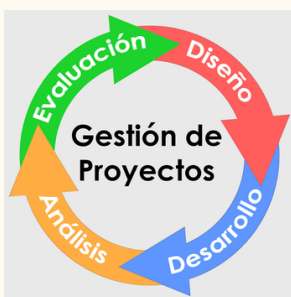 Evaluación
Diseño
Gestión de
Proyectos
Análisis
Desarrollo